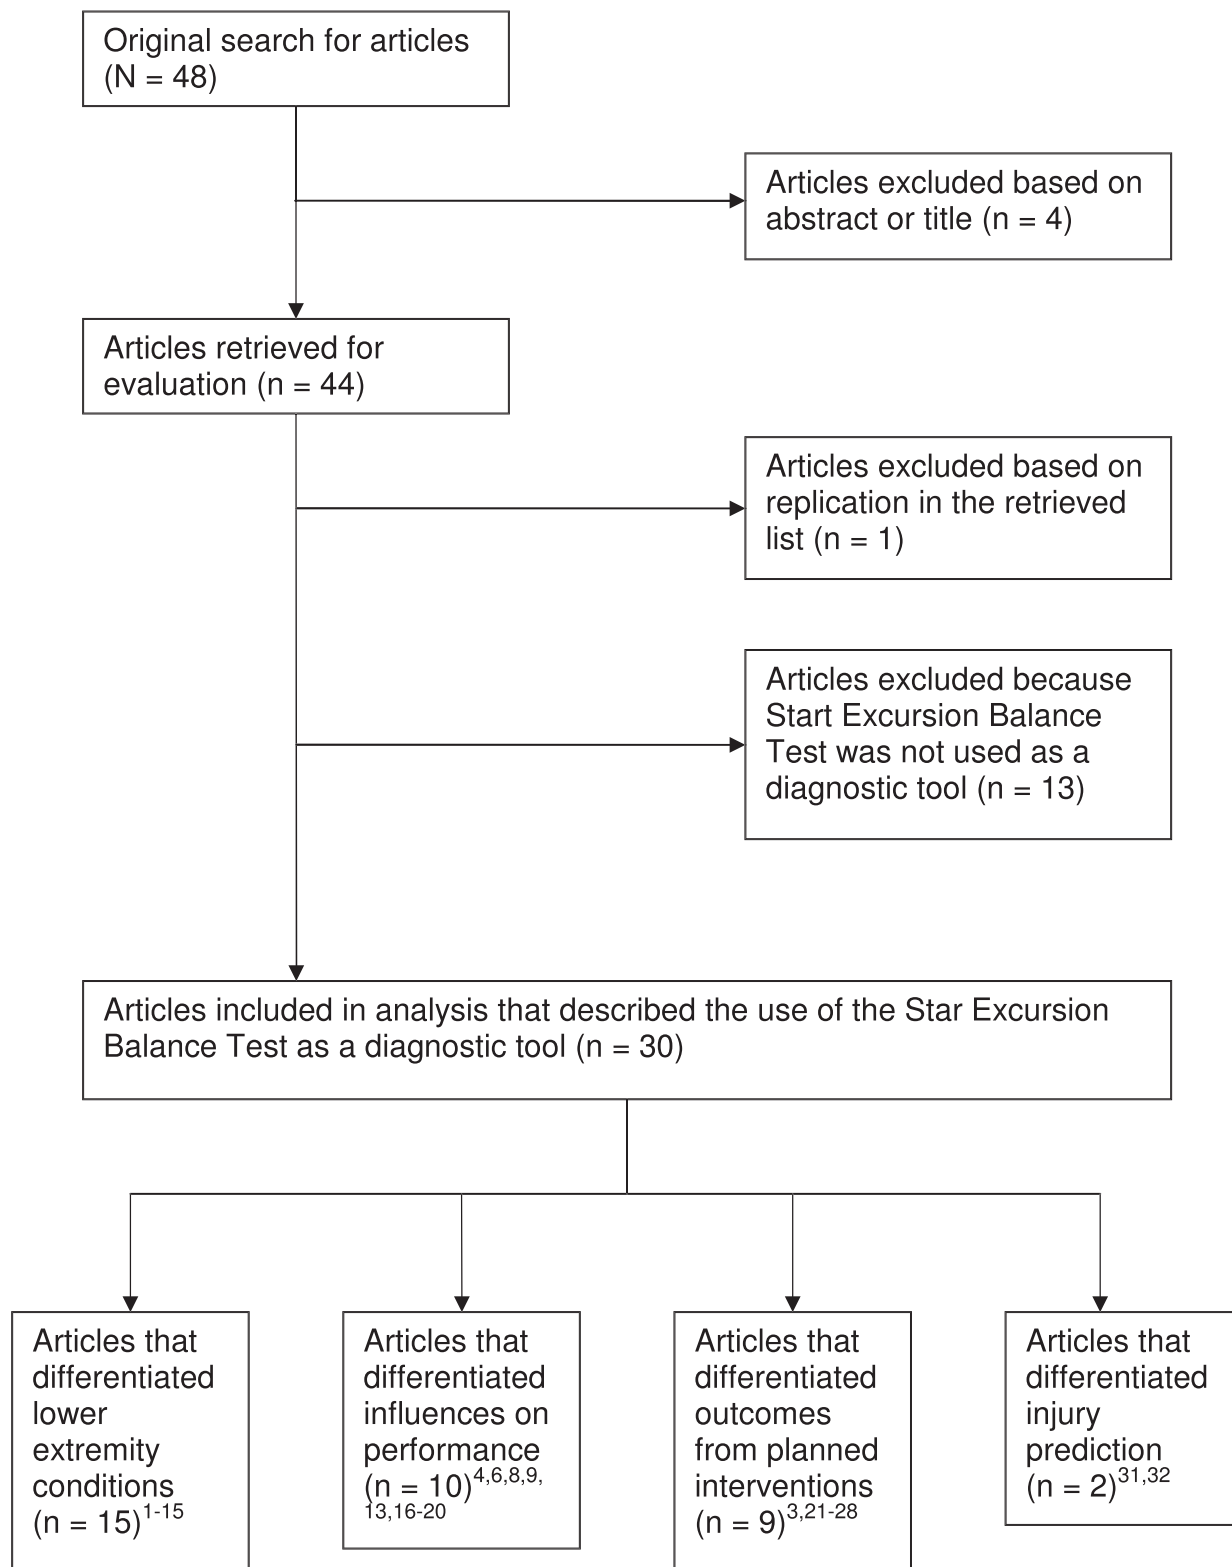 Original search for articles
(N = 48)
Articles excluded based on
abstract or title (n = 4)
Articles retrieved for
evaluation (n = 44)
Articles excluded based on
replication in the retrieved
list (n = 1)
Articles excluded because
Start Excursion Balance
Test was not used as a
diagnostic tool (n = 13)
Articles included in analysis that described the use of the Star Excursion
Balance Test as a diagnostic tool (n = 30)
Articles that
differentiated
lower
extremity
conditions
(n = 15)1-15
Articles that
differentiated
influences on
performance
(n = 10)4,6,8,9,
13,16-20
Articles that
differentiated
outcomes
from planned
interventions
(n = 9)3,21-28
Articles that
differentiated
injury
prediction
(n = 2)31,32